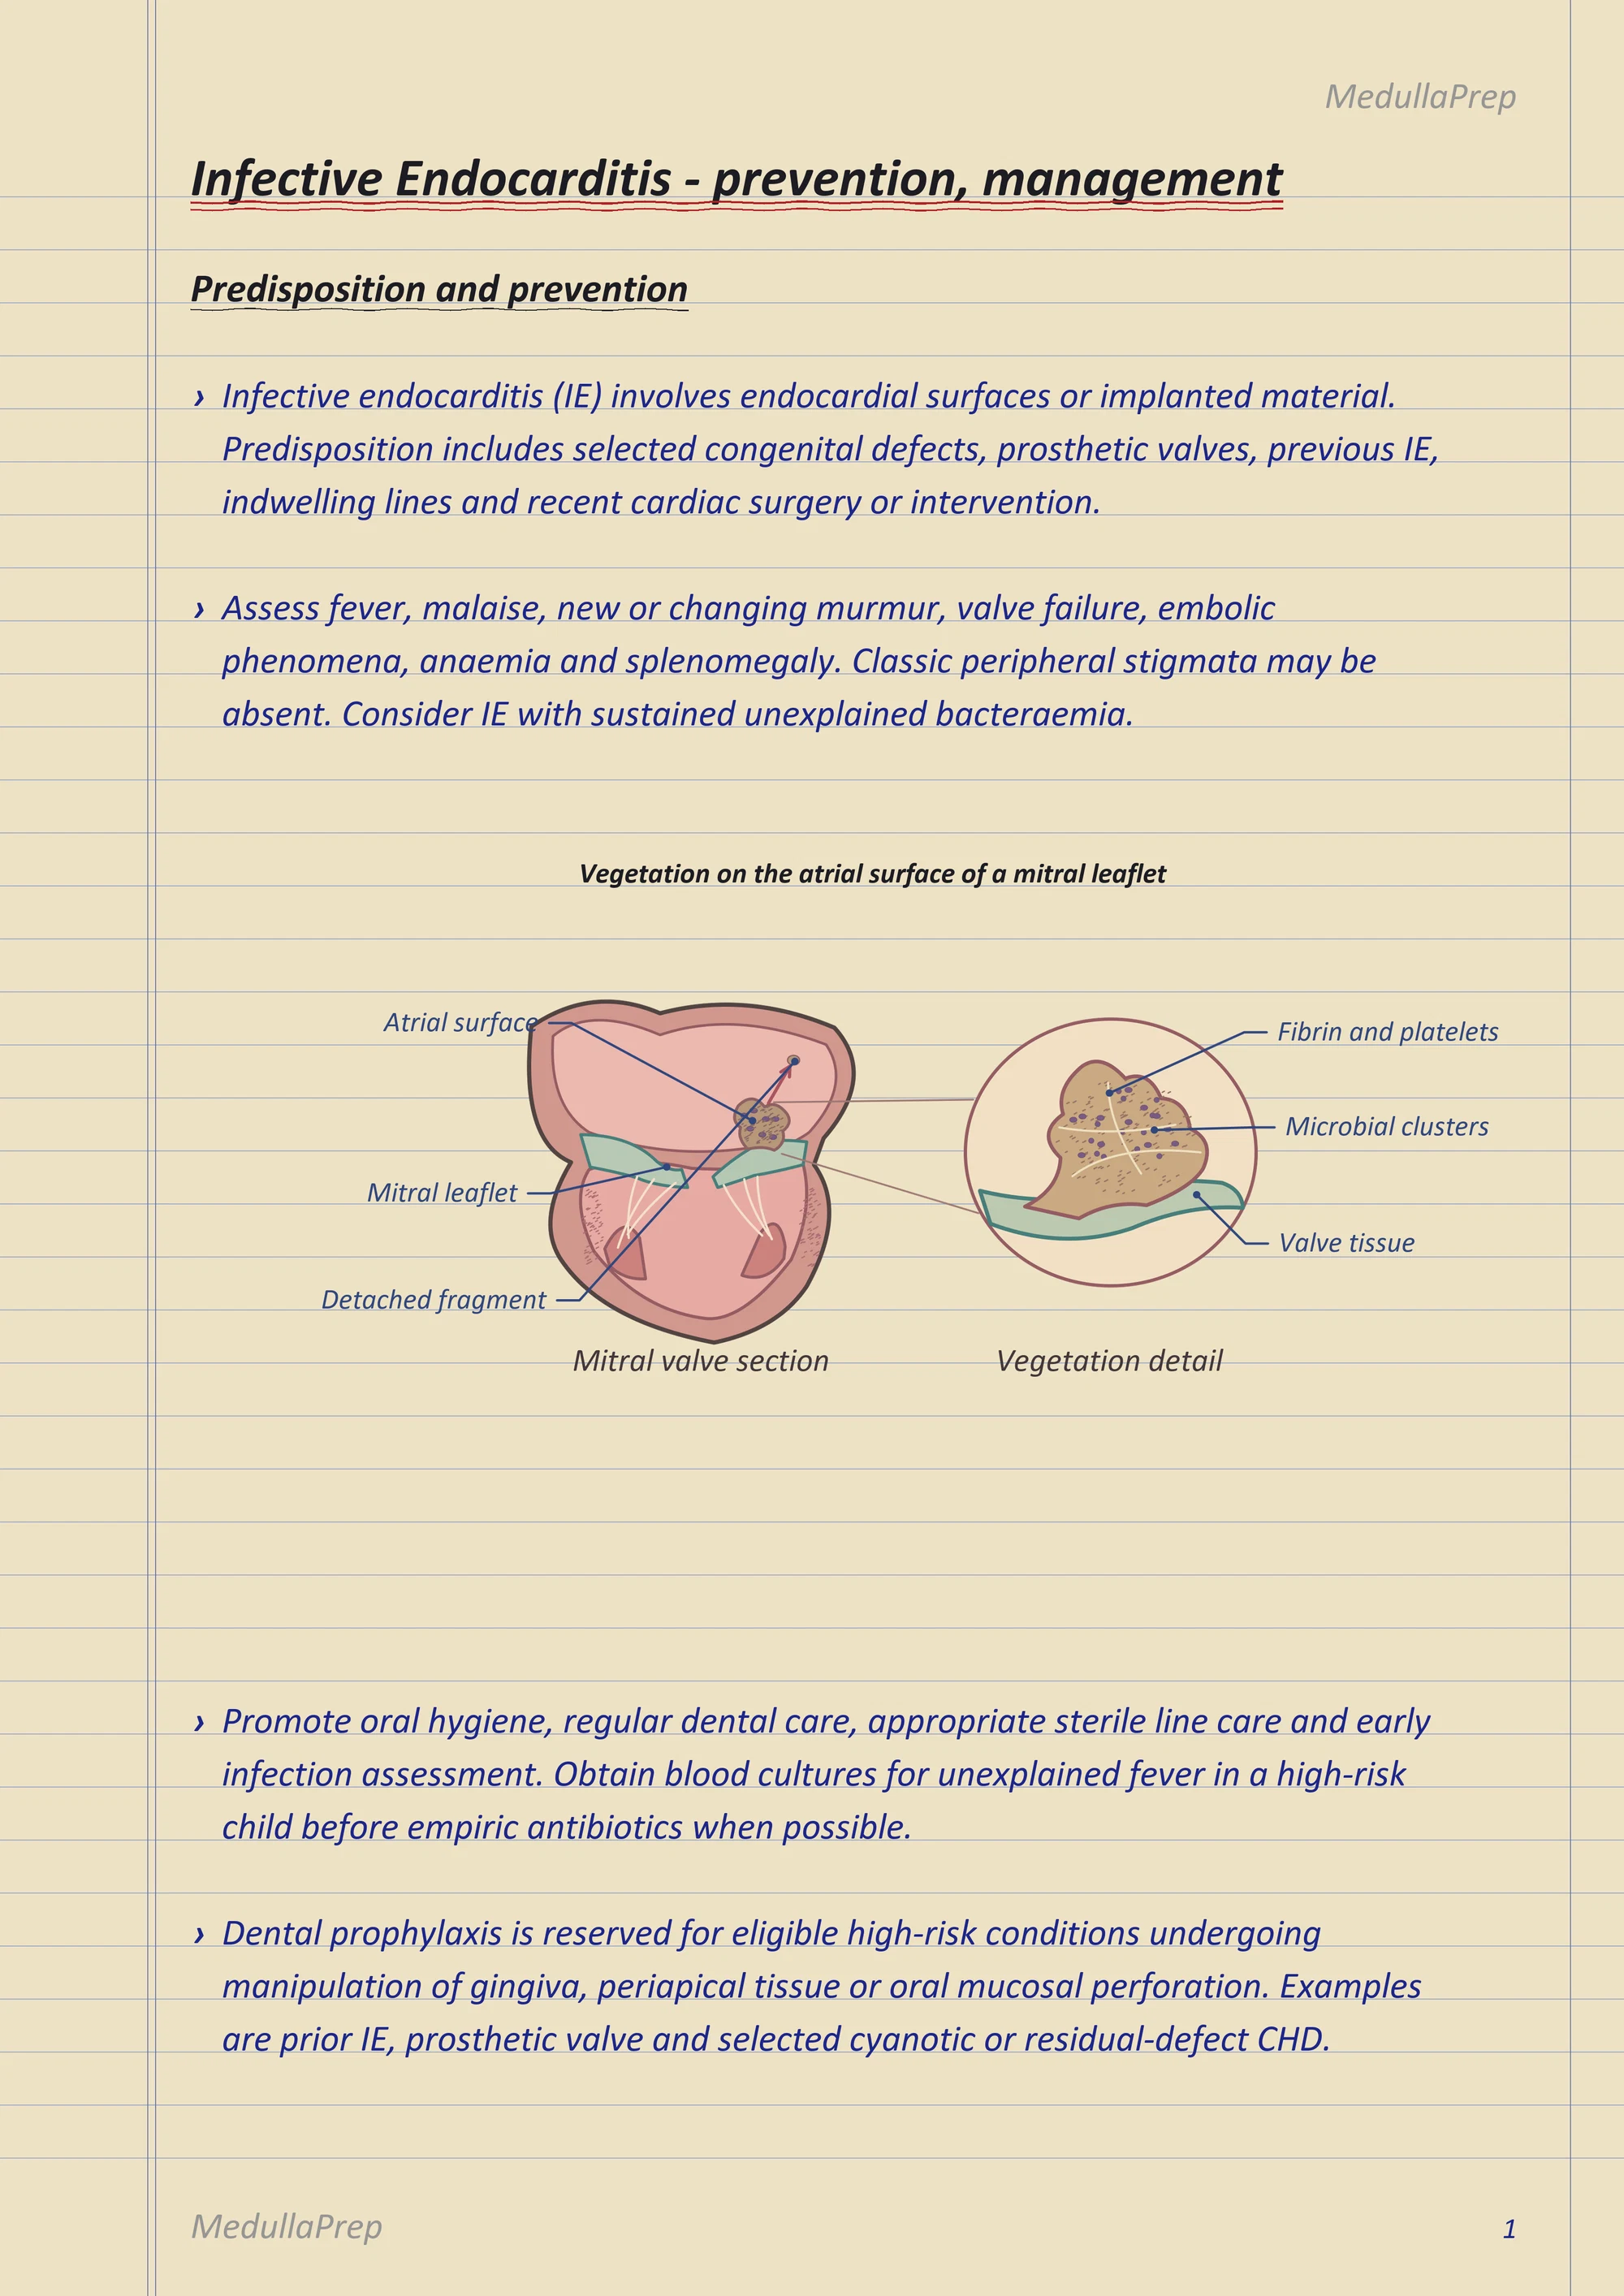 MedullaPrep
Infective Endocarditis - prevention, management
Predisposition and prevention
› Infective endocarditis (IE) involves endocardial surfaces or implanted material.
Predisposition includes selected congenital defects, prosthetic valves, previous IE,
indwelling lines and recent cardiac surgery or intervention.
› Assess fever, malaise, new or changing murmur, valve failure, embolic
phenomena, anaemia and splenomegaly. Classic peripheral stigmata may be
absent. Consider IE with sustained unexplained bacteraemia.
Vegetation on the atrial surface of a mitral leaflet
Atrial surface
Mitral leaflet
Detached fragment
Mitral valve section
Fibrin and platelets
Microbial clusters
Valve tissue
Vegetation detail
› Promote oral hygiene, regular dental care, appropriate sterile line care and early
infection assessment. Obtain blood cultures for unexplained fever in a high-risk
child before empiric antibiotics when possible.
› Dental prophylaxis is reserved for eligible high-risk conditions undergoing
manipulation of gingiva, periapical tissue or oral mucosal perforation. Examples
are prior IE, prosthetic valve and selected cyanotic or residual-defect CHD.
MedullaPrep
1